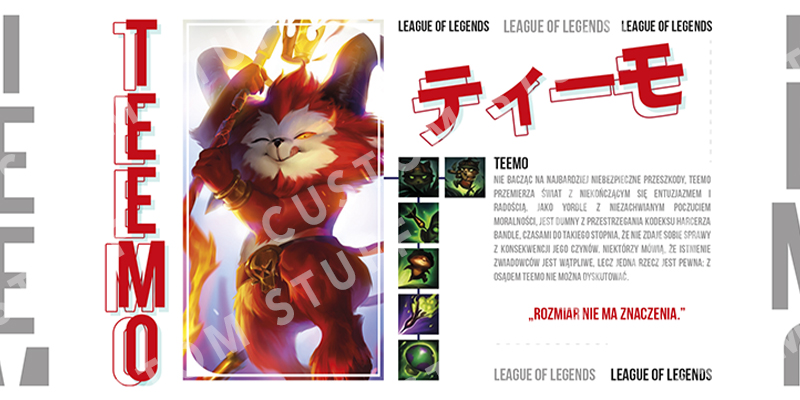 TEEMO
LEAGUE OF LEGENDS LEAGUE OF LEGENDS LEAGUE OF LEGENDS
ティーモ
TEEMO
NIE BACZĄC NA NAJBARDZIEJ NIEBEZPIECZNE PRZESZKODY, TEEMO
PRZEMIERZA ŚWIAT Z NIEKOŃCZĄCYM SIĘ ENTUZJAZMEM I
RADOŚCIĄ. JAKO YORDLE Z NIEZACHWIANYM POCZUCIEM
MORALNOŚCI, JEST DUMNY Z PRZESTRZEGANIA KODEKSU HARCERZA
BANDLE, CZASAMI DO TAKIEGO STOPNIA, ŻE NIE ZDAJE SOBIE SPRAWY
Z KONSEKWENCJI JEGO CZYNÓW. NIEKTÓRZY MÓWIĄ, ŻE ISTNIENIE
ZWIADOWCÓW JEST WĄTPLIWE, LECZ JEDNA RZECZ JEST PEWNA: Z
OSĄDEM TEEMO NIE MOŻNA DYSKUTOWAĆ.
„ROZMIAR NIE MA ZNACZENIA.”
LEAGUE OF LEGENDS LEAGUE OF LEGENDS
CUSTOM STUFF